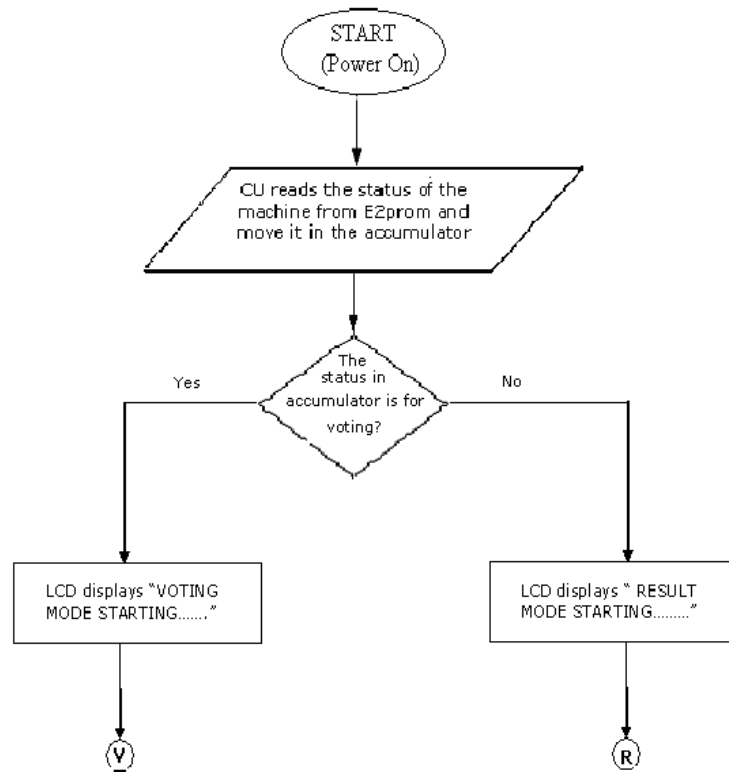 START
(Power On)
CU reads the status of the
machine from E2prom and
move it in the accumulator
The
status in
accumulator is for
voting?
Yes
No
LCD displays “VOTING
MODE STARTING.......”
LCD displays “ RESULT
MODE STARTING.........”
V
R